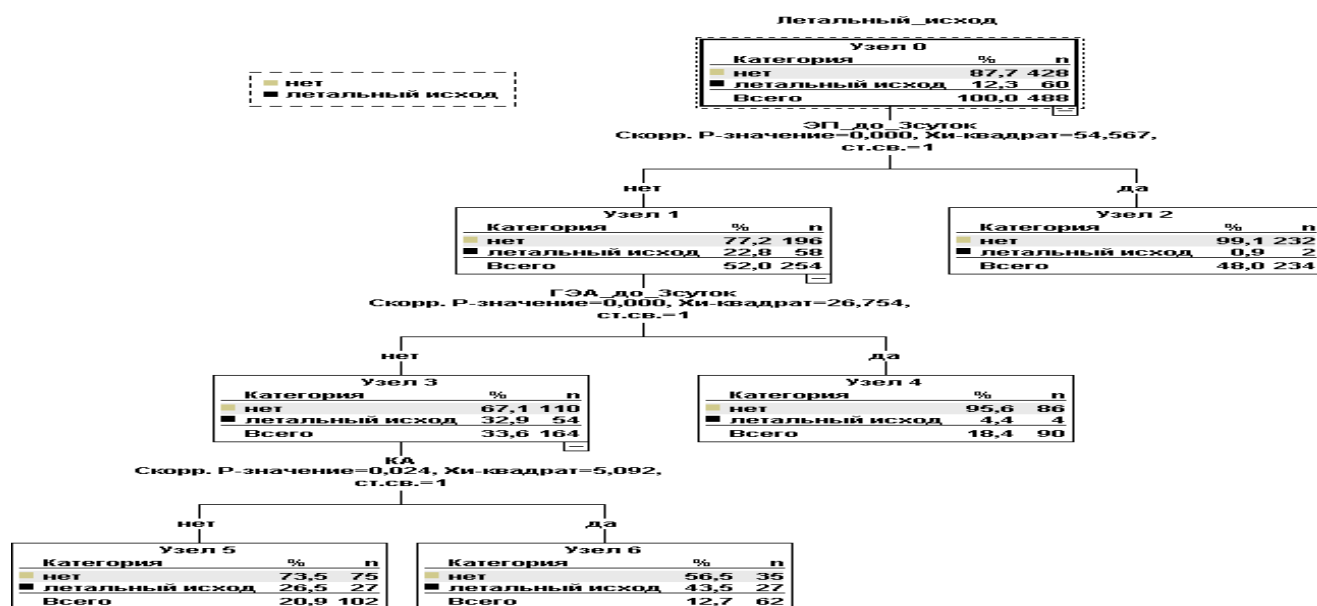 Летальный_исход
Узел 0
Категория % n
нет 87,7 428
летальный исход 12,3 60
Всего 100,0 488
нет
летальный исход
ЭП_до_3суток
Скорр. P-значение=0,000, Хи-квадрат=54,567,
ст.св.=1
нет
да
Узел 1
Категория % n
нет 77,2 196
летальный исход 22,8 58
Всего 52,0 254
Узел 2
Категория % n
нет 99,1 232
летальный исход 0,9 2
Всего 48,0 234
ГЭА_до_3суток
Скорр. P-значение=0,000, Хи-квадрат=26,754,
ст.св.=1
нет
да
Узел 3
Категория % n
нет 67,1 110
летальный исход 32,9 54
Всего 33,6 164
Узел 4
Категория % n
нет 95,6 86
летальный исход 4,4 4
Всего 18,4 90
КА
Скорр. P-значение=0,024, Хи-квадрат=5,092,
ст.св.=1
нет
да
Узел 5
Категория % n
нет 73,5 75
летальный исход 26,5 27
Всего 20,9 102
Узел 6
Категория % n
нет 56,5 35
летальный исход 43,5 27
Всего 12,7 62